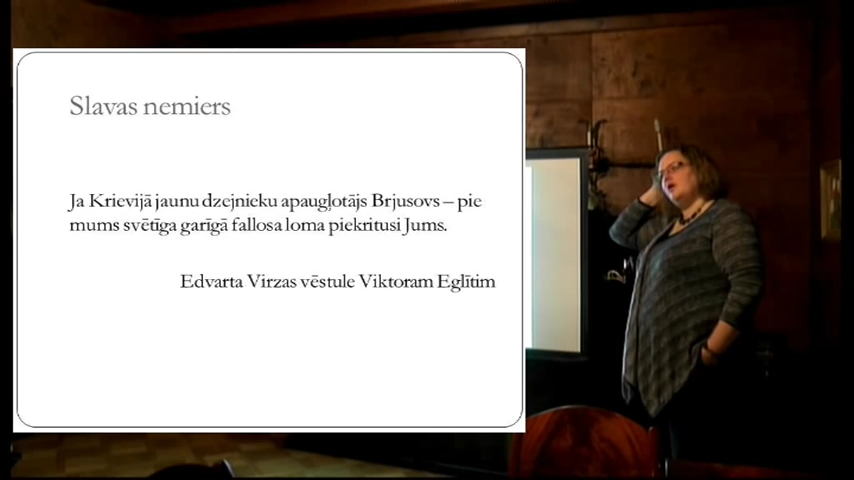 Slavas nemiers
Ja Krievijā jaunu dzejnieku apaugļotājs Brjusovs – pie
mums svētīga garīgā fallosa loma piekritusi Jums.
Edvarta Virzas vēstule Viktoram Eglītim